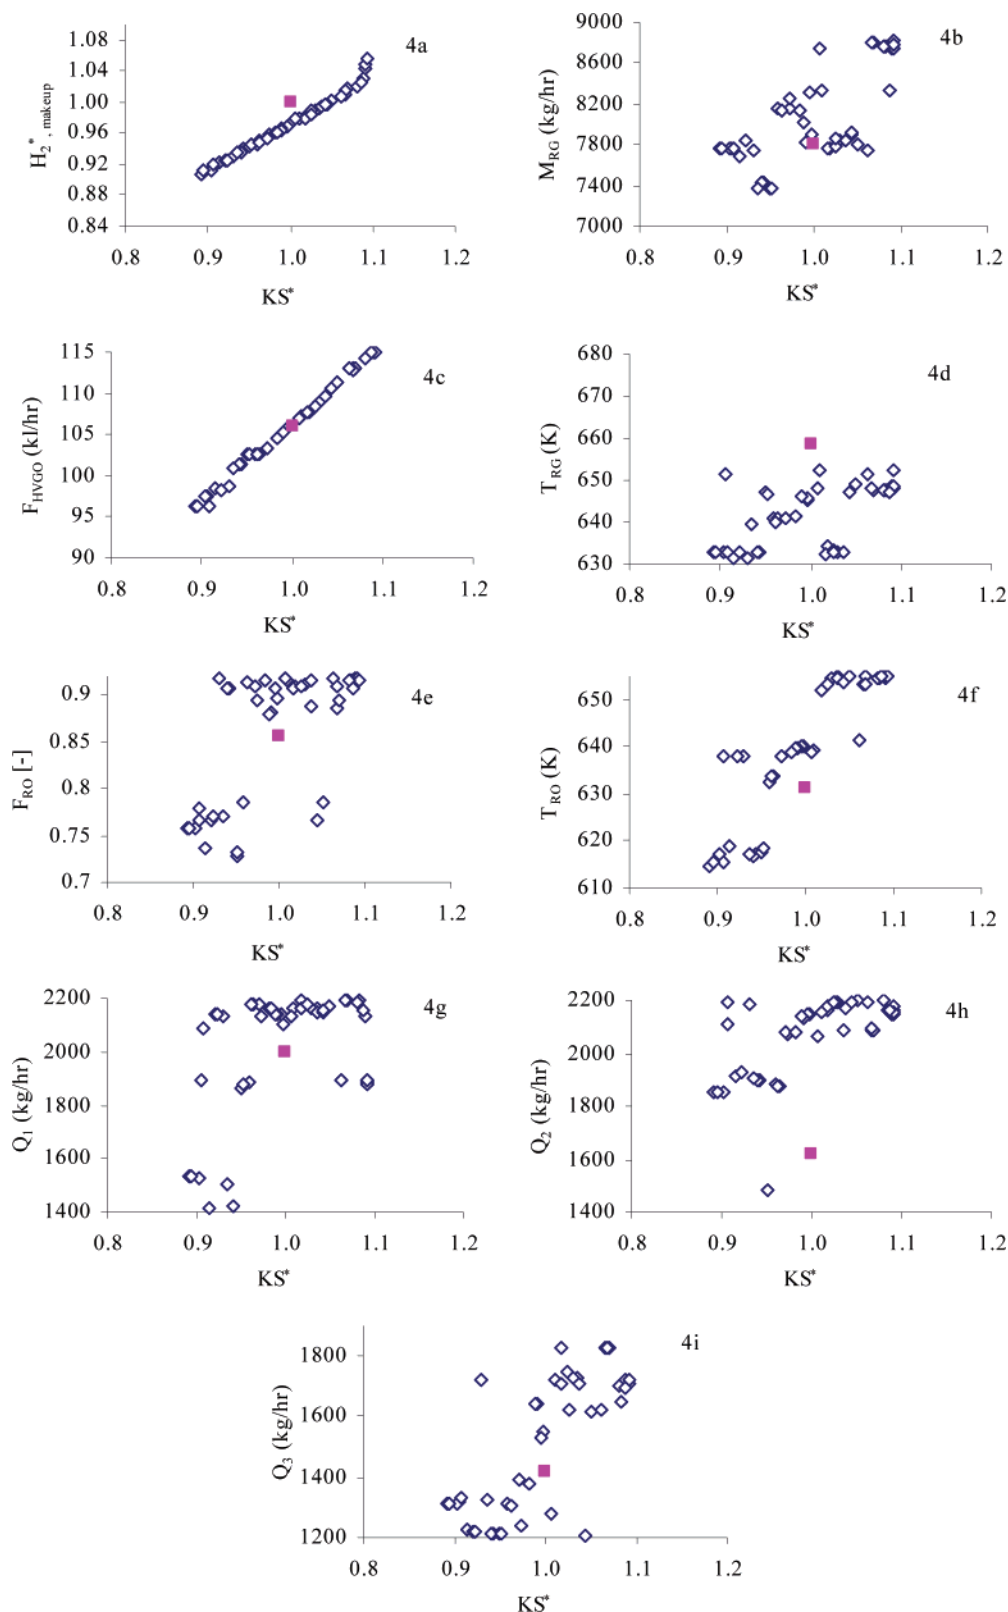 4a
H₂*, makeup
1.08
1.04
1.00
0.96
0.92
0.88
0.84
0.8 0.9 1.0 1.1 1.2
KS*
4b
M_RG (kg/hr)
9000
8600
8200
7800
7400
7000
0.8 0.9 1.0 1.1 1.2
KS*
4c
F_HVGO (kl/hr)
115
110
105
100
95
90
0.8 0.9 1.0 1.1 1.2
KS*
4d
T_RG (K)
680
670
660
650
640
630
0.8 0.9 1.0 1.1 1.2
KS*
4e
F_RO [-]
0.9
0.85
0.8
0.75
0.7
0.8 0.9 1.0 1.1 1.2
KS*
4f
T_RO (K)
650
640
630
620
610
0.8 0.9 1.0 1.1 1.2
KS*
4g
Q₁ (kg/hr)
2200
2000
1800
1600
1400
0.8 0.9 1.0 1.1 1.2
KS*
4h
Q₂ (kg/hr)
2200
2000
1800
1600
1400
0.8 0.9 1.0 1.1 1.2
KS*
4i
Q₃ (kg/hr)
1800
1600
1400
1200
0.8 0.9 1.0 1.1 1.2
KS*